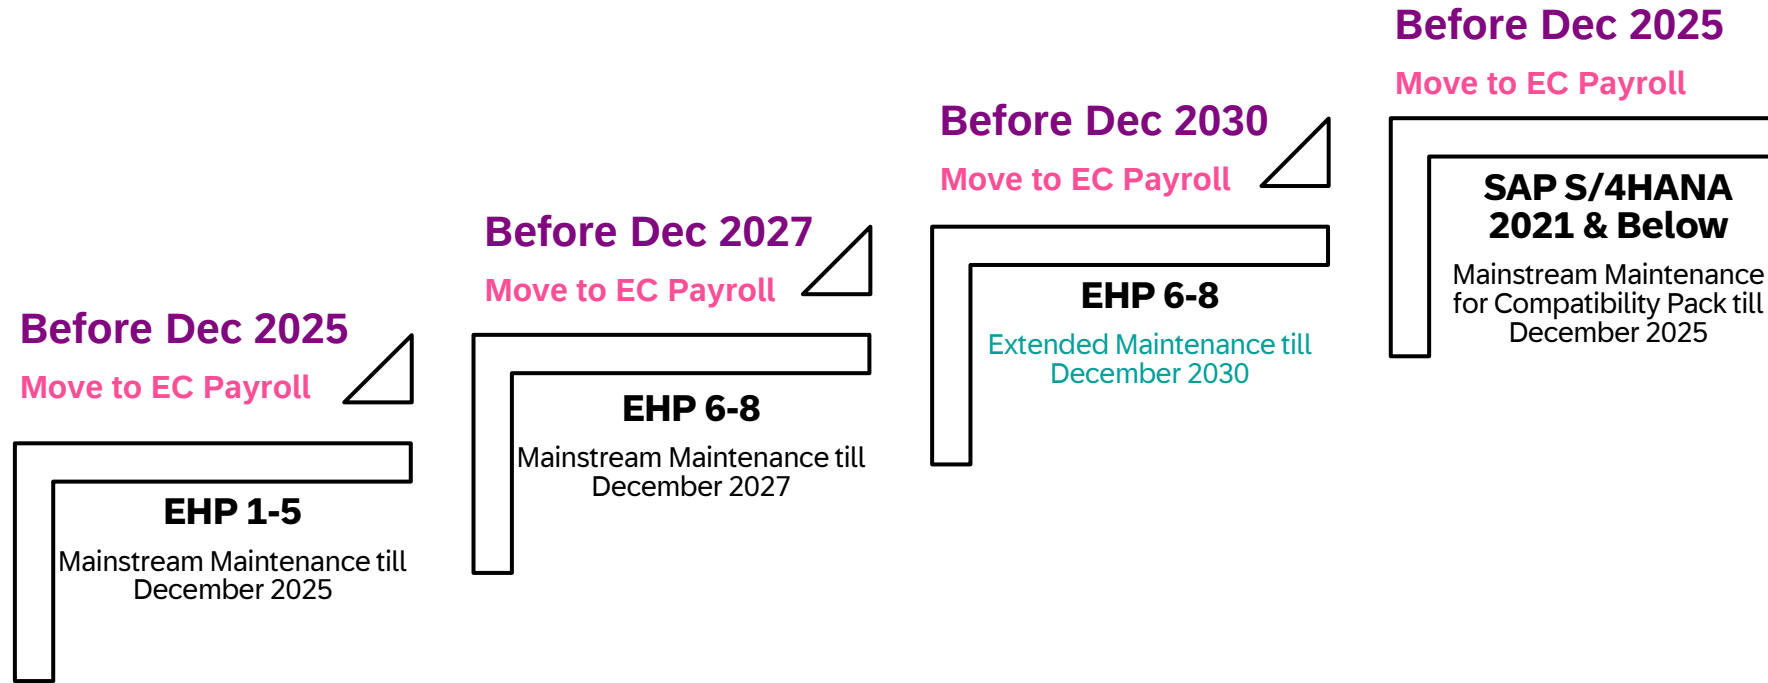 Before Dec 2025
Move to EC Payroll
EHP 1-5
Mainstream Maintenance till
December 2025
Before Dec 2027
Move to EC Payroll
EHP 6-8
Mainstream Maintenance till
December 2027
Before Dec 2030
Move to EC Payroll
EHP 6-8
Extended Maintenance till
December 2030
Before Dec 2025
Move to EC Payroll
SAP S/4HANA
2021 & Below
Mainstream Maintenance
for Compatibility Pack till
December 2025